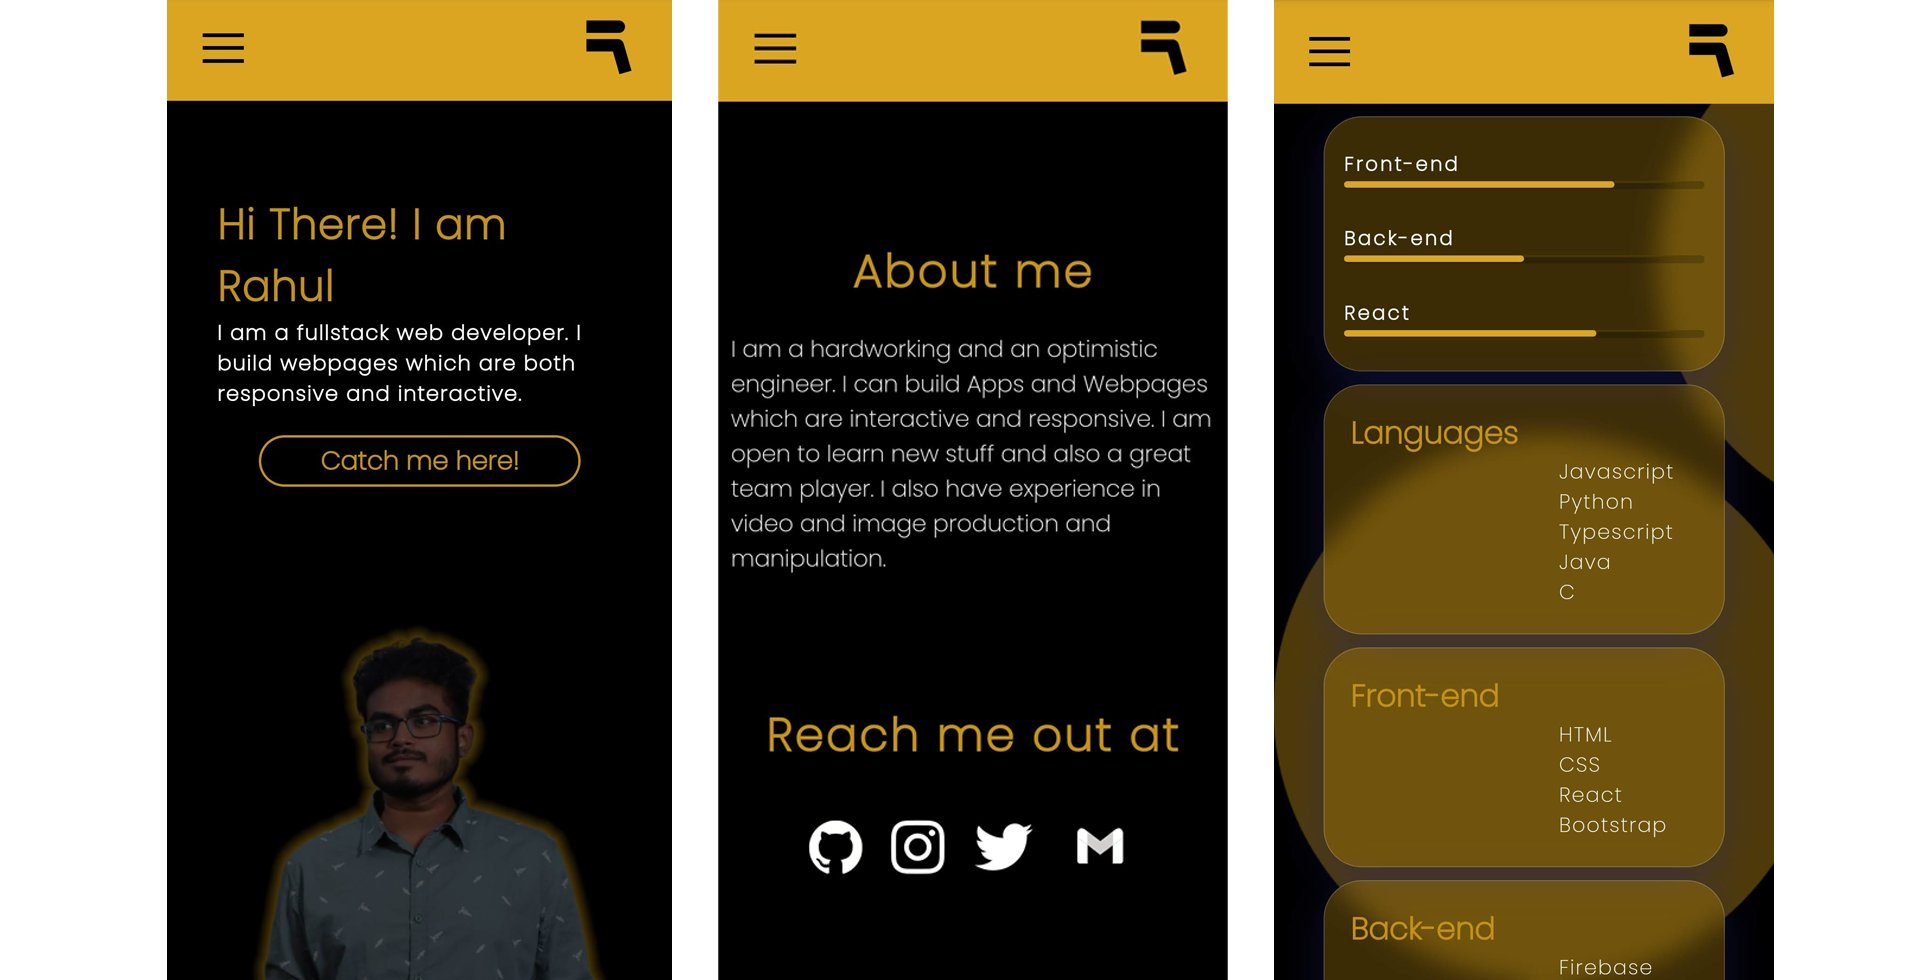 Hi There! I am
Rahul
I am a fullstack web developer. I
build webpages which are both
responsive and interactive.
Catch me here!
About me
I am a hardworking and an optimistic
engineer. I can build Apps and Webpages
which are interactive and responsive. I am
open to learn new stuff and also a great
team player. I also have experience in
video and image production and
manipulation.
Reach me out at
Front-end
Back-end
React
Languages
Javascript
Python
Typescript
Java
C
Front-end
HTML
CSS
React
Bootstrap
Back-end
Firebase